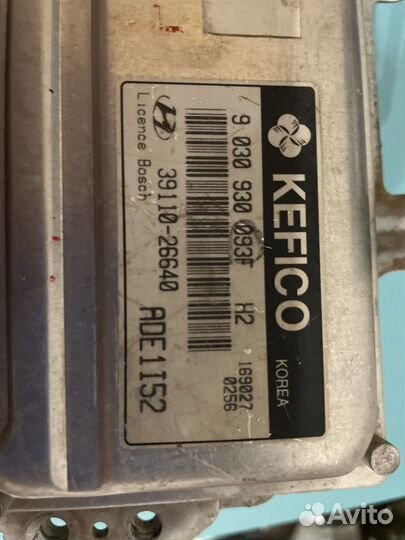 KEFICO
KOREA
9 030 930 093F H2
169027
0256
39110-26640
ADE1152
Licence Bosch
Avito